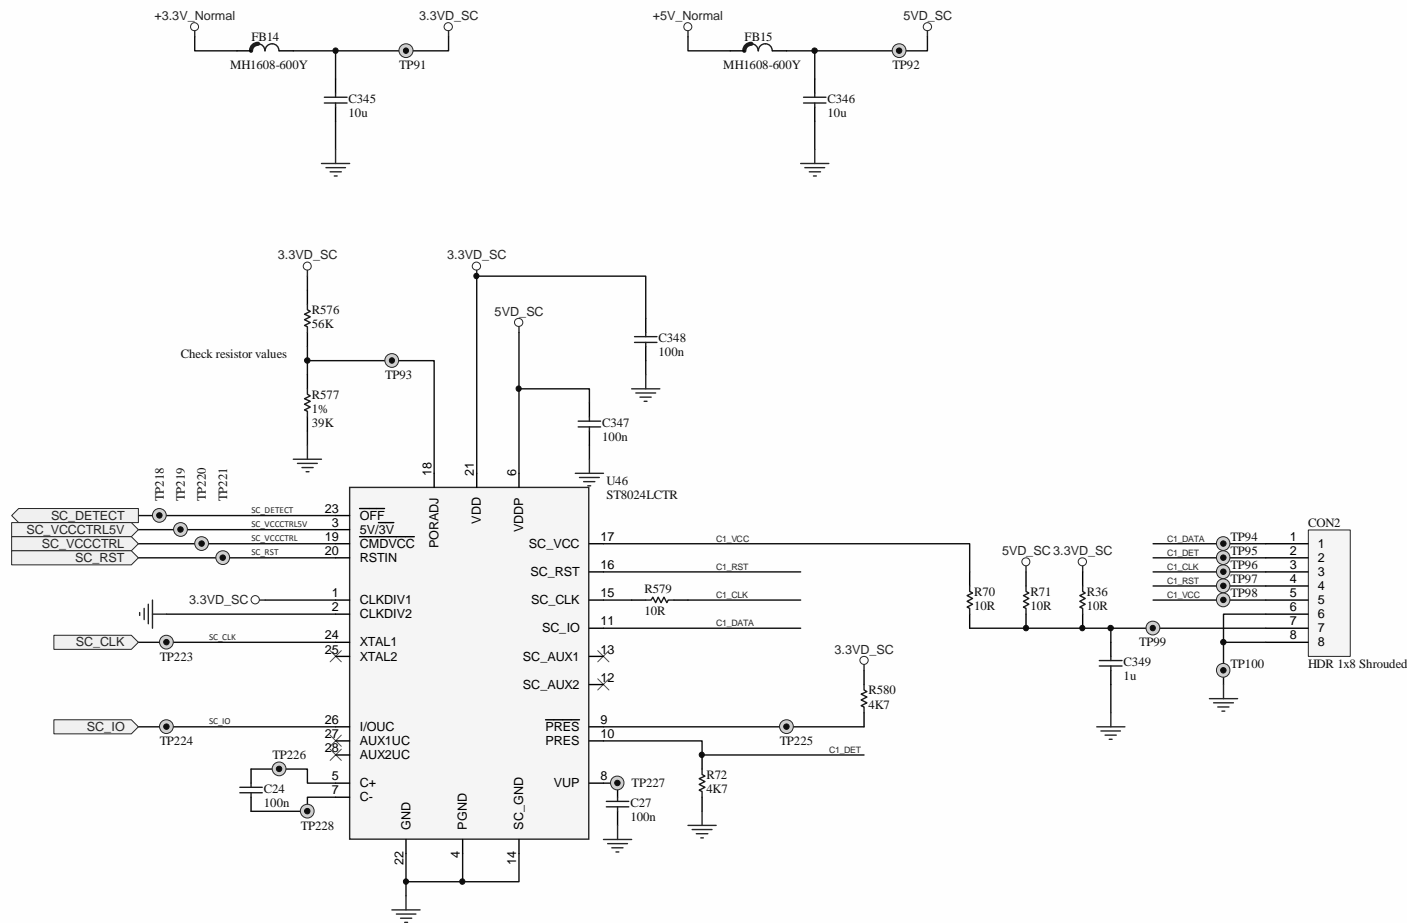 +3.3V_Normal
3.3VD_SC
FB14
MH1608-600Y
TP91
C345
10u
+5V_Normal
5VD_SC
FB15
MH1608-600Y
TP92
C346
10u
3.3VD_SC
R576
56K
Check resistor values
TP93
R577
1%
39K
3.3VD_SC
5VD_SC
C348
100n
C347
100n
U46
ST8024LCTR
18
21
6
PORADJ
VDD
VDDP
TP218
TP219
TP220
TP221
SC_DETECT
SC_DETECT
23
OFF
SC_VCCCTRL5V
SC_VCCCTRL5V
3
5V/3V
SC_VCCCTRL
SC_VCCCTRL
19
CMDVCC
SC_RST
SC_RST
20
RSTIN
3.3VD_SC
1
CLKDIV1
2
CLKDIV2
SC_CLK
TP223
SC_CLK
24
XTAL1
25
XTAL2
SC_IO
TP224
SC_IO
26
I/OUC
27
AUX1UC
28
AUX2UC
TP226
C24
100n
5
C+
7
C-
TP228
GND
PGND
SC_GND
22
4
14
SC_VCC
17
C1_VCC
SC_RST
16
C1_RST
SC_CLK
15
R579
10R
C1_CLK
SC_IO
11
C1_DATA
SC_AUX1
13
SC_AUX2
12
PRES
9
TP225
PRES
10
C1_DET
3.3VD_SC
R580
4K7
R72
4K7
VUP
8
TP227
C27
100n
R70
10R
5VD_SC
R71
10R
3.3VD_SC
R36
10R
C349
1u
TP99
CON2
C1_DATA
TP94
1
1
C1_DET
TP95
2
2
C1_CLK
TP96
3
3
C1_RST
TP97
4
4
C1_VCC
TP98
5
5
6
6
7
7
8
8
TP100
HDR 1x8 Shrouded